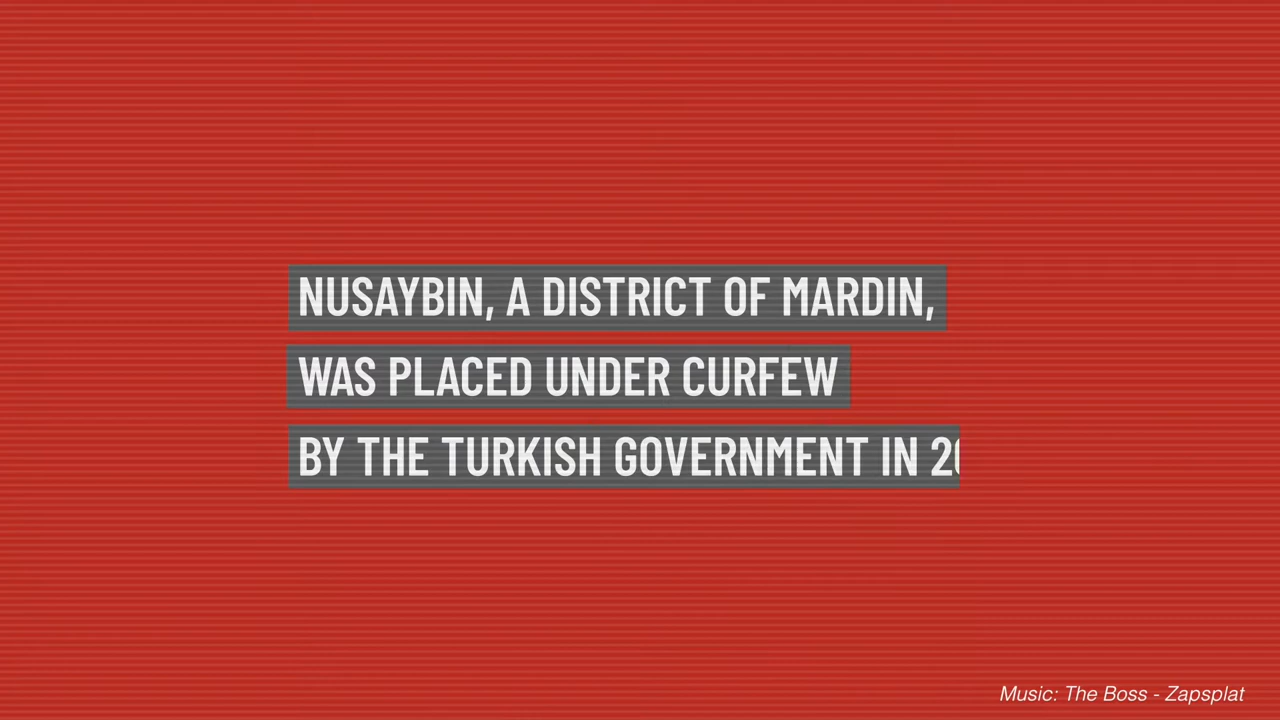 NUSAYBIN, A DISTRICT OF MARDIN,
WAS PLACED UNDER CURFEW
BY THE TURKISH GOVERNMENT IN
Music: The Boss - Zapsplat